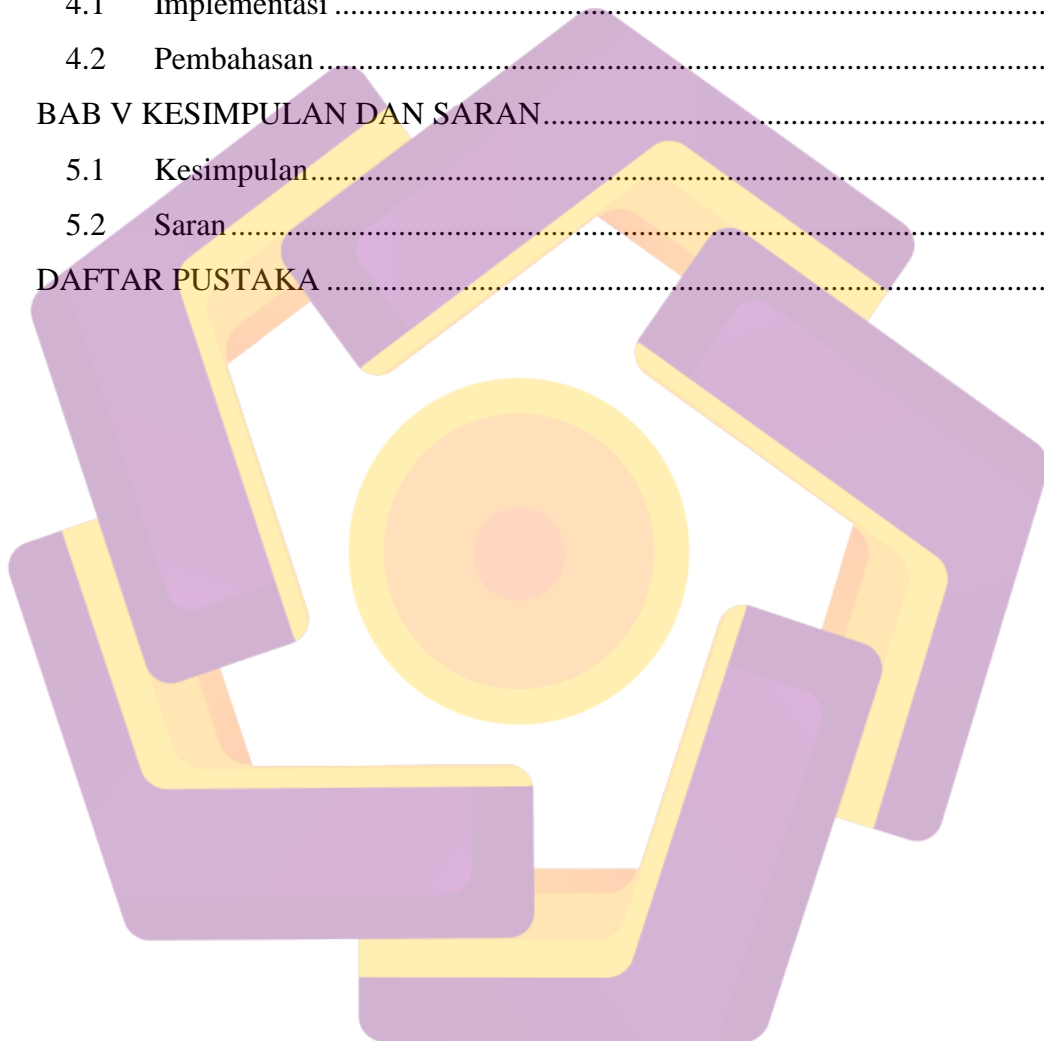 4.1 Implementasi ........................................................................
4.2 Pembahasan ........................................................................
BAB V KESIMPULAN DAN SARAN ........................................................................
5.1 Kesimpulan ........................................................................
5.2 Saran ........................................................................
DAFTAR PUSTAKA ........................................................................